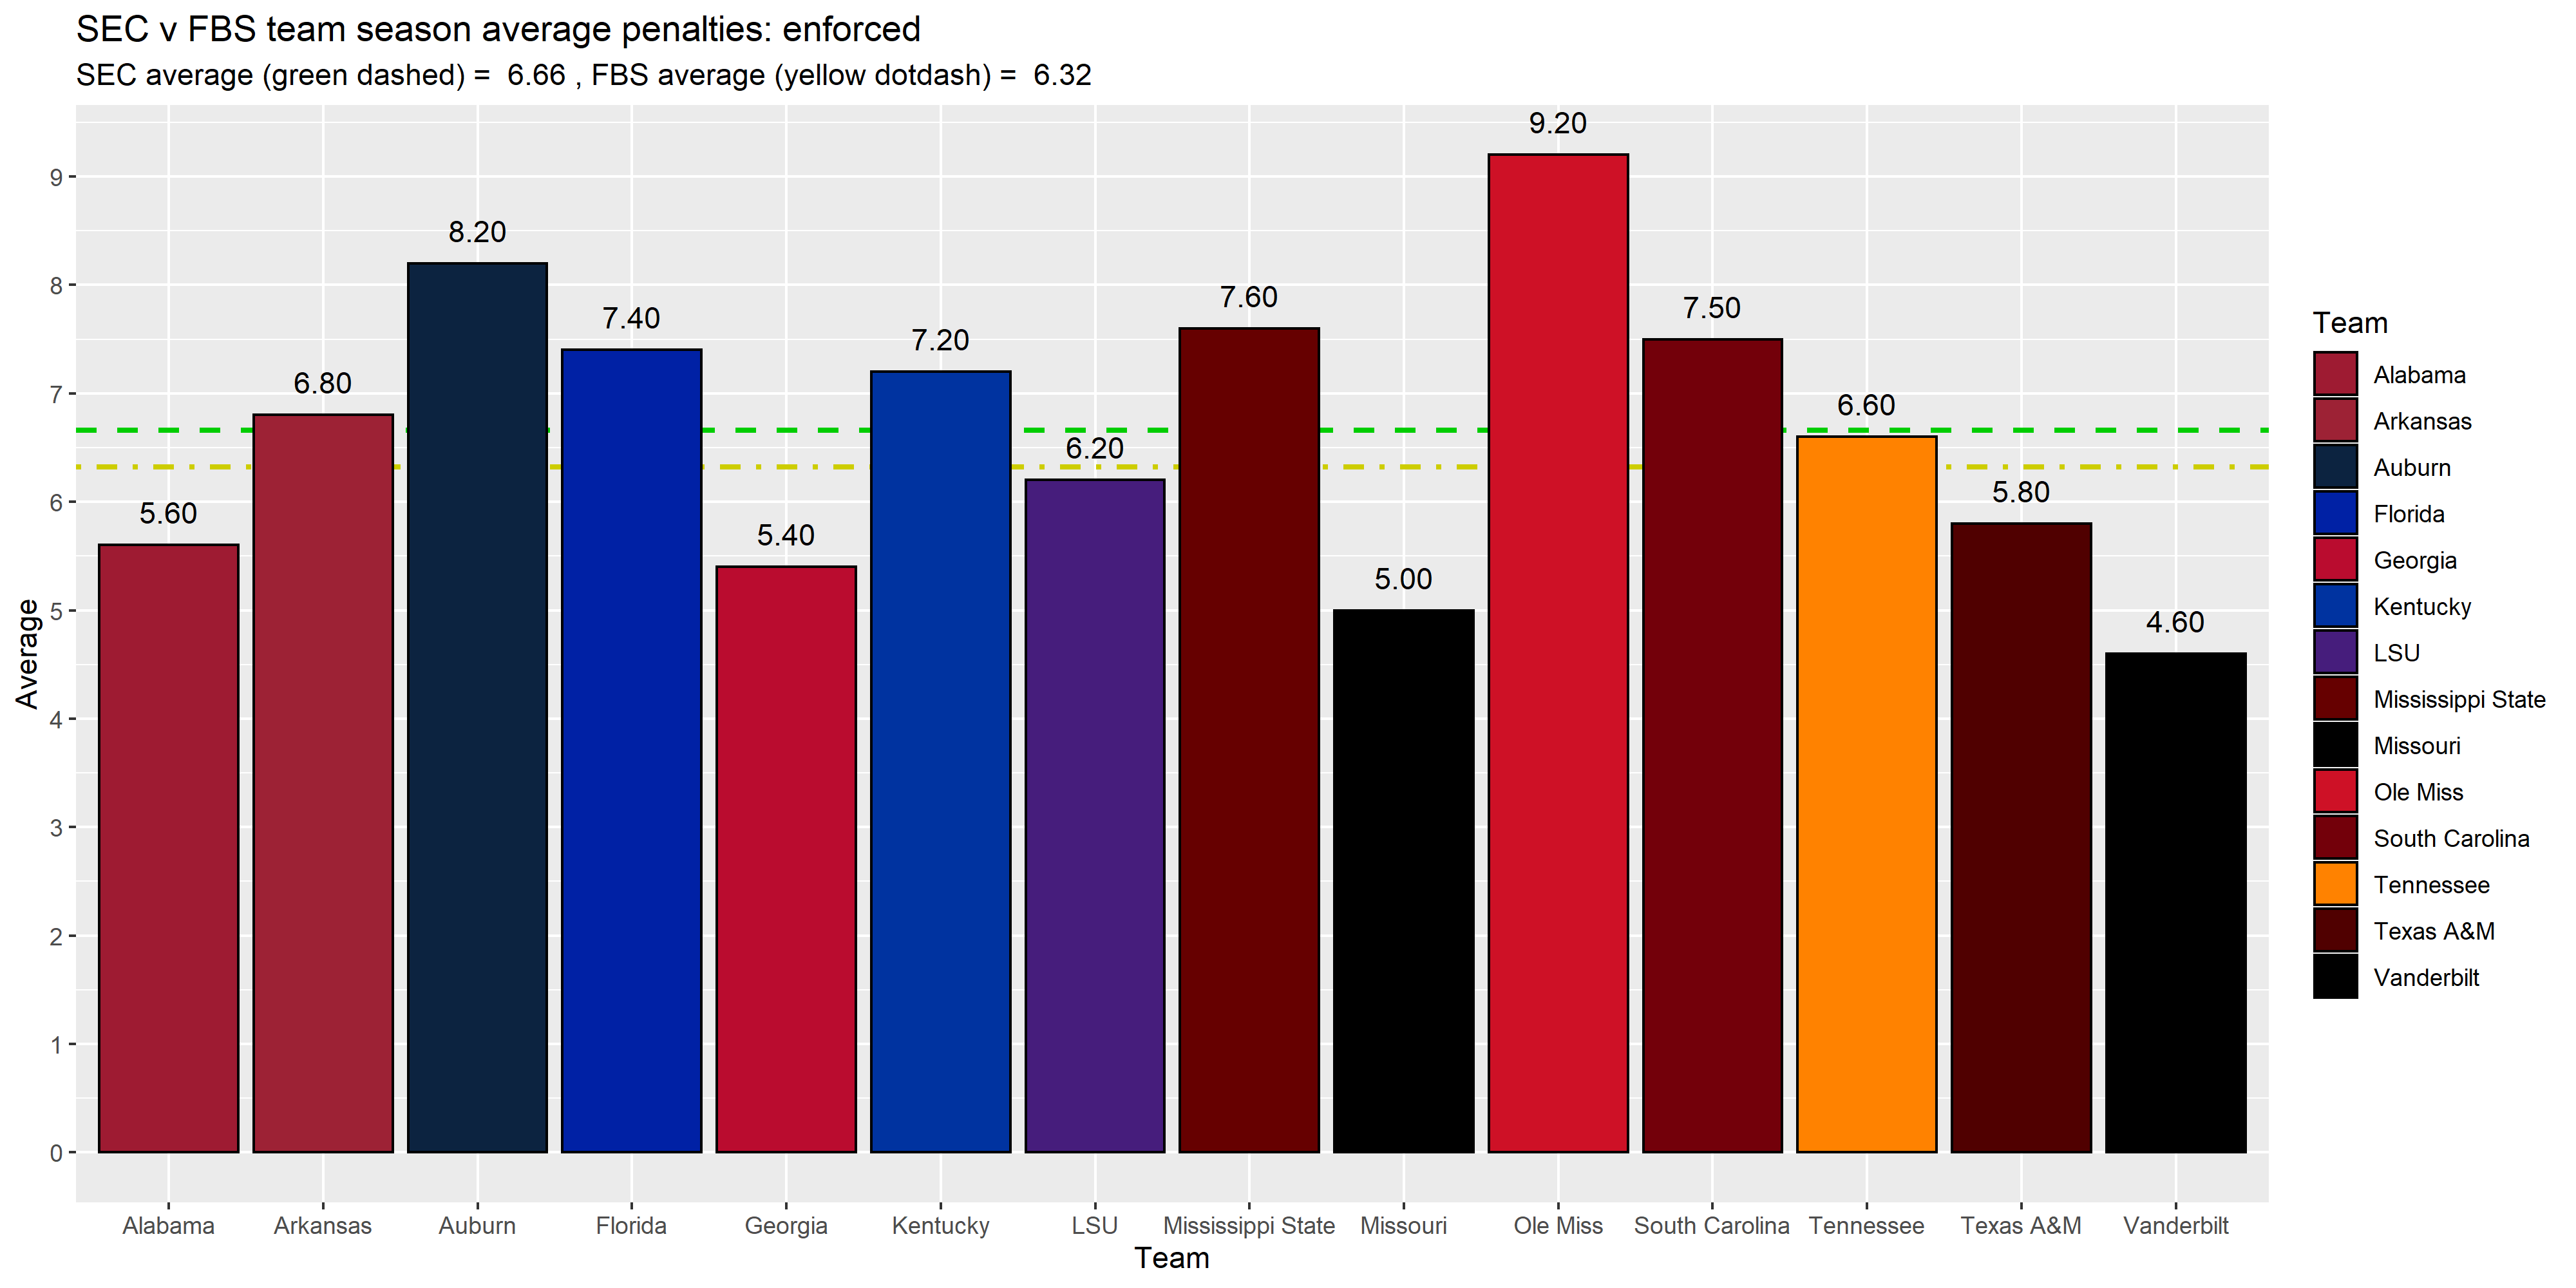 SEC v FBS team season average penalties: enforced
SEC average (green dashed) =  6.66 , FBS average (yellow dotdash) =  6.32
9.20
9
8.20
8
7.60
7.50
7.40
7.20
7
6.80
6.60
6.20
6
5.80
5.60
5.40
5.00
5
4.60
4
3
2
1
0
Average
Alabama Arkansas Auburn Florida Georgia Kentucky LSU Mississippi State Missouri Ole Miss South Carolina Tennessee Texas A&M Vanderbilt
Team
Team
Alabama
Arkansas
Auburn
Florida
Georgia
Kentucky
LSU
Mississippi State
Missouri
Ole Miss
South Carolina
Tennessee
Texas A&M
Vanderbilt